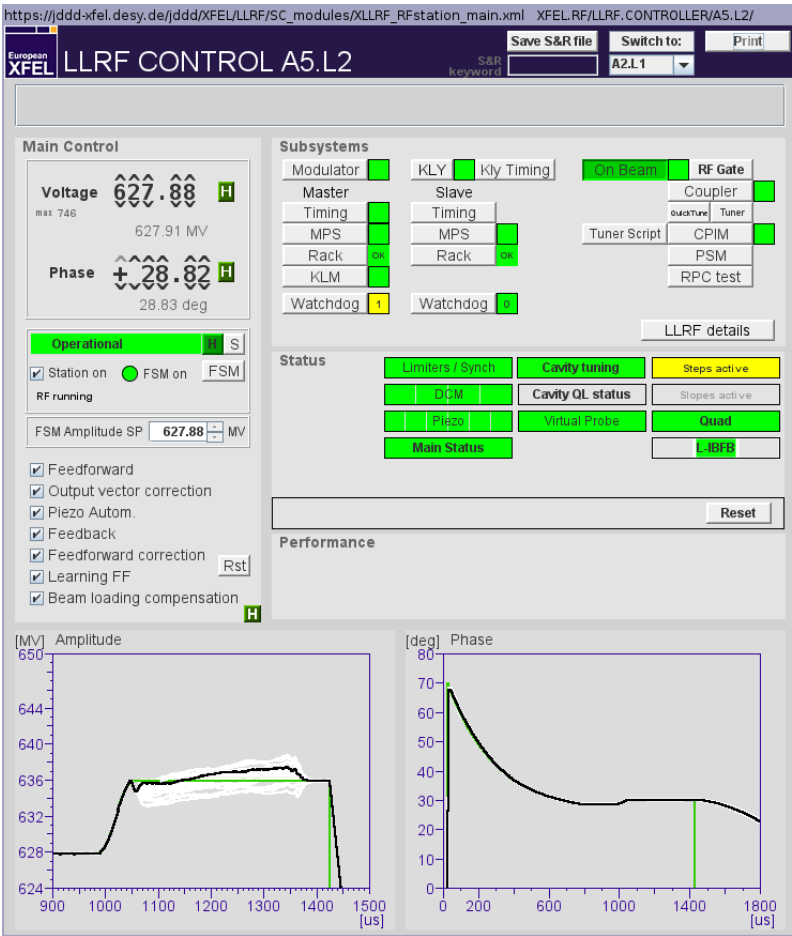 https://jddd-xfel.desy.de/jddd/XFEL/LLRF/SC_modules/XLLRF_RFstation_main.xml XFEL.RF/LLRF.CONTROLLER/A5.L2/
European
XFEL
LLRF CONTROL A5.L2
S&R keyword
Save S&R file
Switch to:
A2.L1
Print
Main Control
Voltage 627.88 H
max 746
627.91 MV
Phase +28.82 H
28.83 deg
Operational H S
Station on FSM on FSM
RF running
FSM Amplitude SP 627.88 MV
Feedforward
Output vector correction
Piezo Autom.
Feedback
Feedforward correction
Rst
Learning FF
Beam loading compensation
H
Subsystems
Modulator KLY Kly Timing On Beam RF Gate
Master Slave Coupler
Timing Timing QuickTune Tuner
MPS MPS Tuner Script CPIM
Rack OK Rack OK PSM
KLM RPC test
Watchdog 1 Watchdog 0
LLRF details
Status
Limiters / Synch Cavity tuning Steps active
DCM Cavity QL status Slopes active
Piezo Virtual Probe Quad
Main Status L-IBFB
Reset
Performance
[MV] Amplitude
650
644
640
636
632
628
624
900 1000 1100 1200 1300 1400 1500
[us]
[deg] Phase
80
70
60
50
40
30
20
10
0
0 200 600 1000 1400 1800
[us]